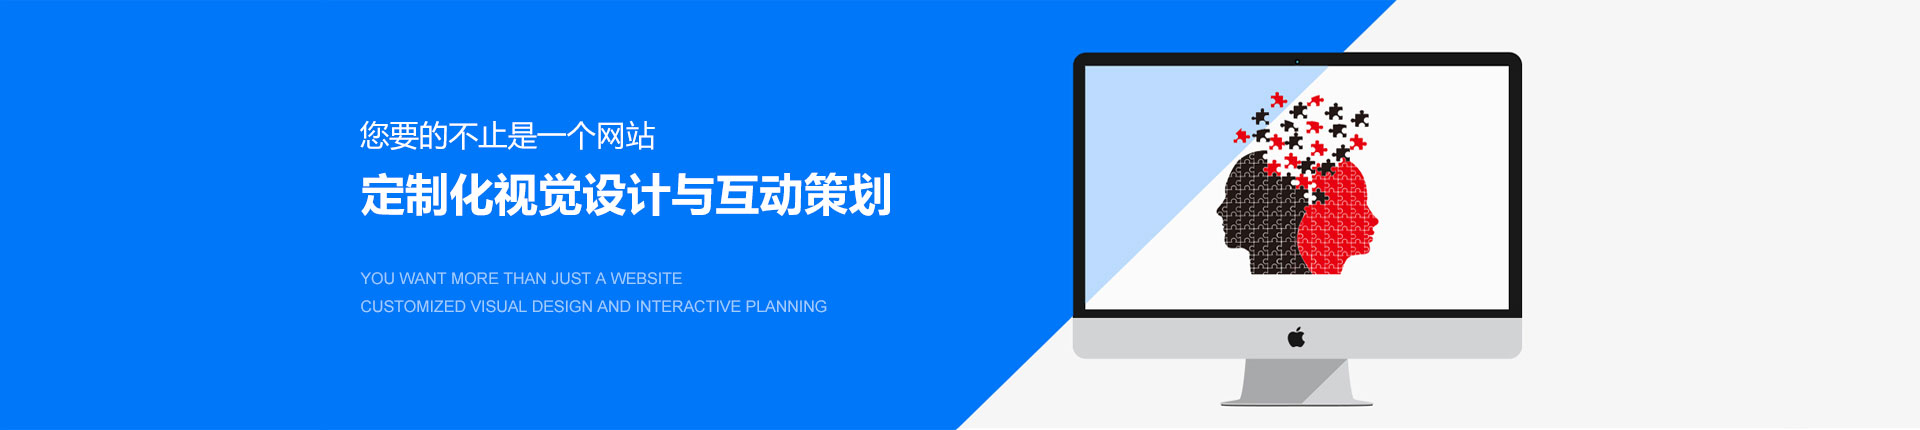 您要的不止是一个网站
定制化视觉设计与互动策划
YOU WANT MORE THAN JUST A WEBSITE
CUSTOMIZED VISUAL DESIGN AND INTERACTIVE PLANNING